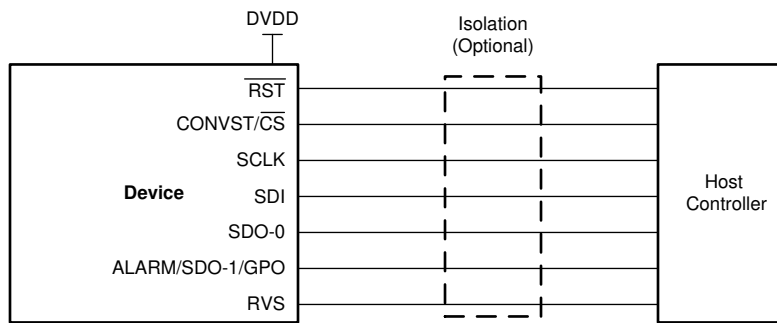 DVDD
Isolation
(Optional)
RST
CONVST/CS
SCLK
Device
SDI
SDO-0
ALARM/SDO-1/GPO
RVS
Host
Controller